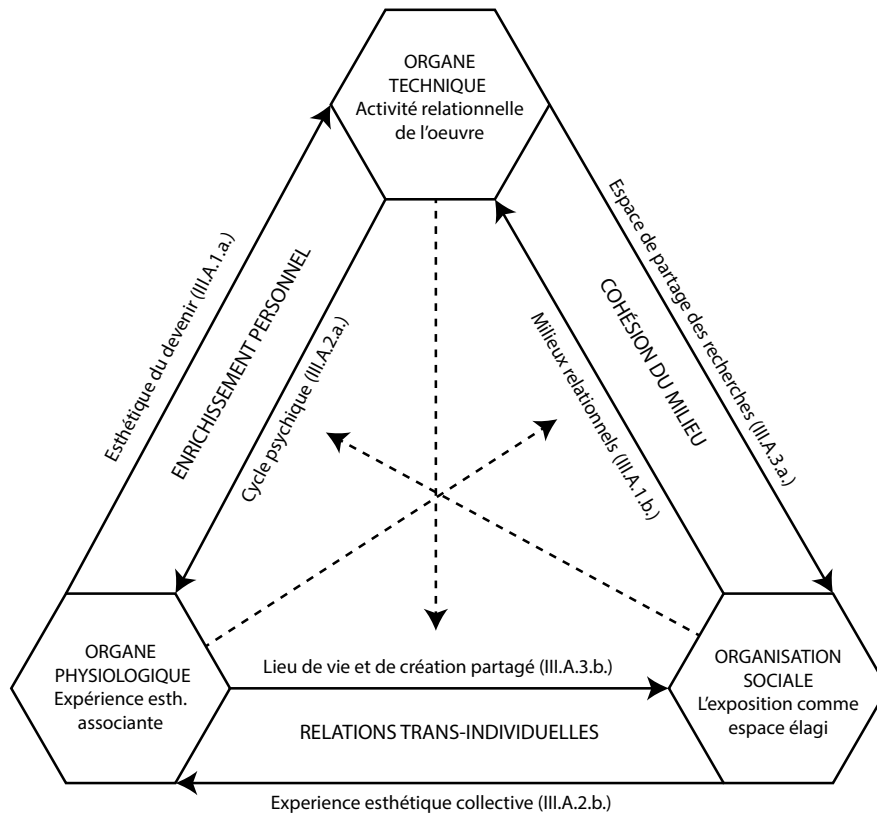 ORGANE
TECHNIQUE
Activité relationnelle
de l'oeuvre
Esthétique du devenir (III.A.1.a.)
ENRICHISSEMENT PERSONNEL
Cycle psychique (III.A.2.a.)
Milieux relationnels (III.A.1.b.)
COHÉSION DU MILIEU
Espace de partage des recherches (III.A.3.a.)
ORGANE
PHYSIOLOGIQUE
Expérience esth.
associante
Lieu de vie et de création partagé (III.A.3.b.)
RELATIONS TRANS-INDIVIDUELLES
Experience esthétique collective (III.A.2.b.)
ORGANISATION
SOCIALE
L'exposition comme
espace élagi